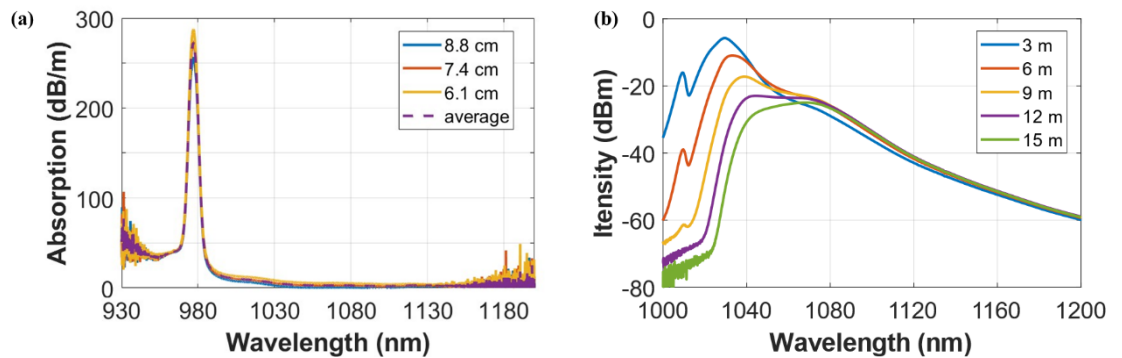 (a)
300
200
100
0
Absorption (dB/m)
930
980
1030
1080
1130
1180
Wavelength (nm)
8.8 cm
7.4 cm
6.1 cm
average
(b)
0
-20
-40
-60
-80
Itensity (dBm)
1000
1040
1080
1120
1160
1200
Wavelength (nm)
3 m
6 m
9 m
12 m
15 m